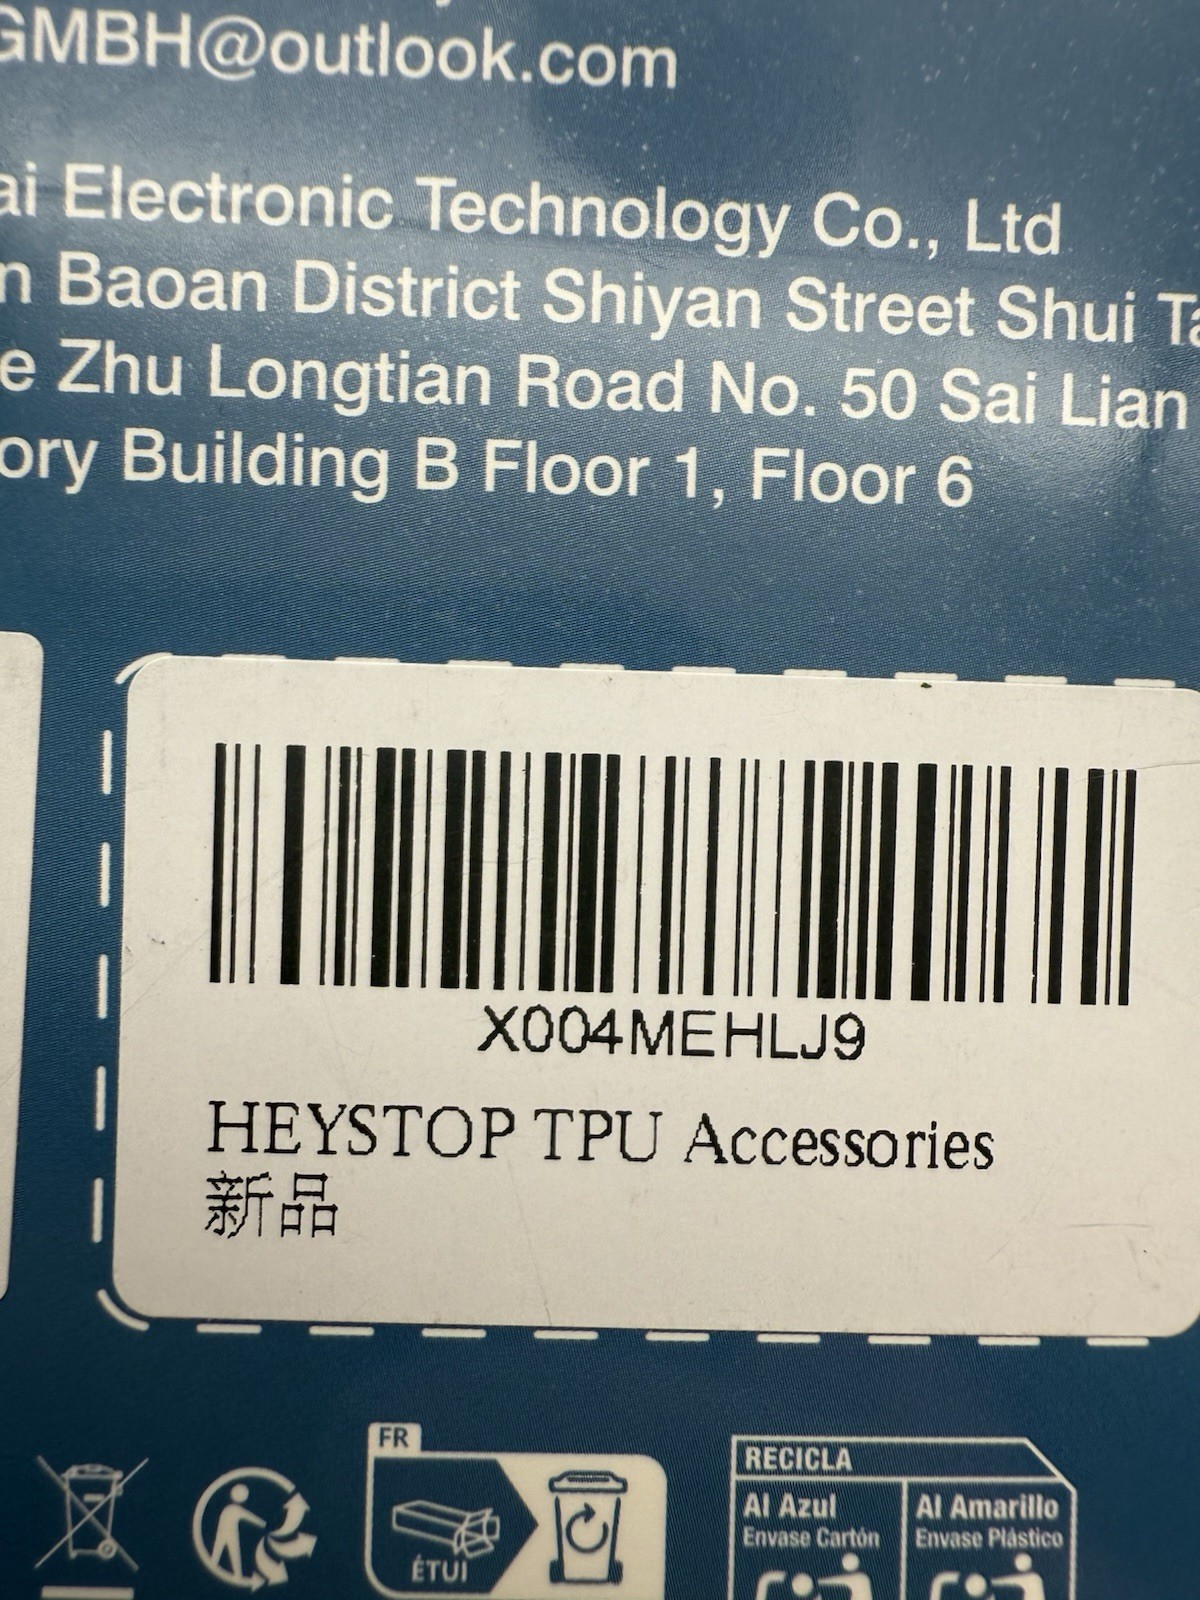 GMBH@outlook.com
ai Electronic Technology Co., Ltd
n Baoan District Shiyan Street Shui Ta
e Zhu Longtian Road No. 50 Sai Lian
ory Building B Floor 1, Floor 6
X004MEHLJ9
HEYSTOP TPU Accessories
新品
FR
ÉTUI
RECICLA
Al Azul
Envase Cartón
Al Amarillo
Envase Plástico